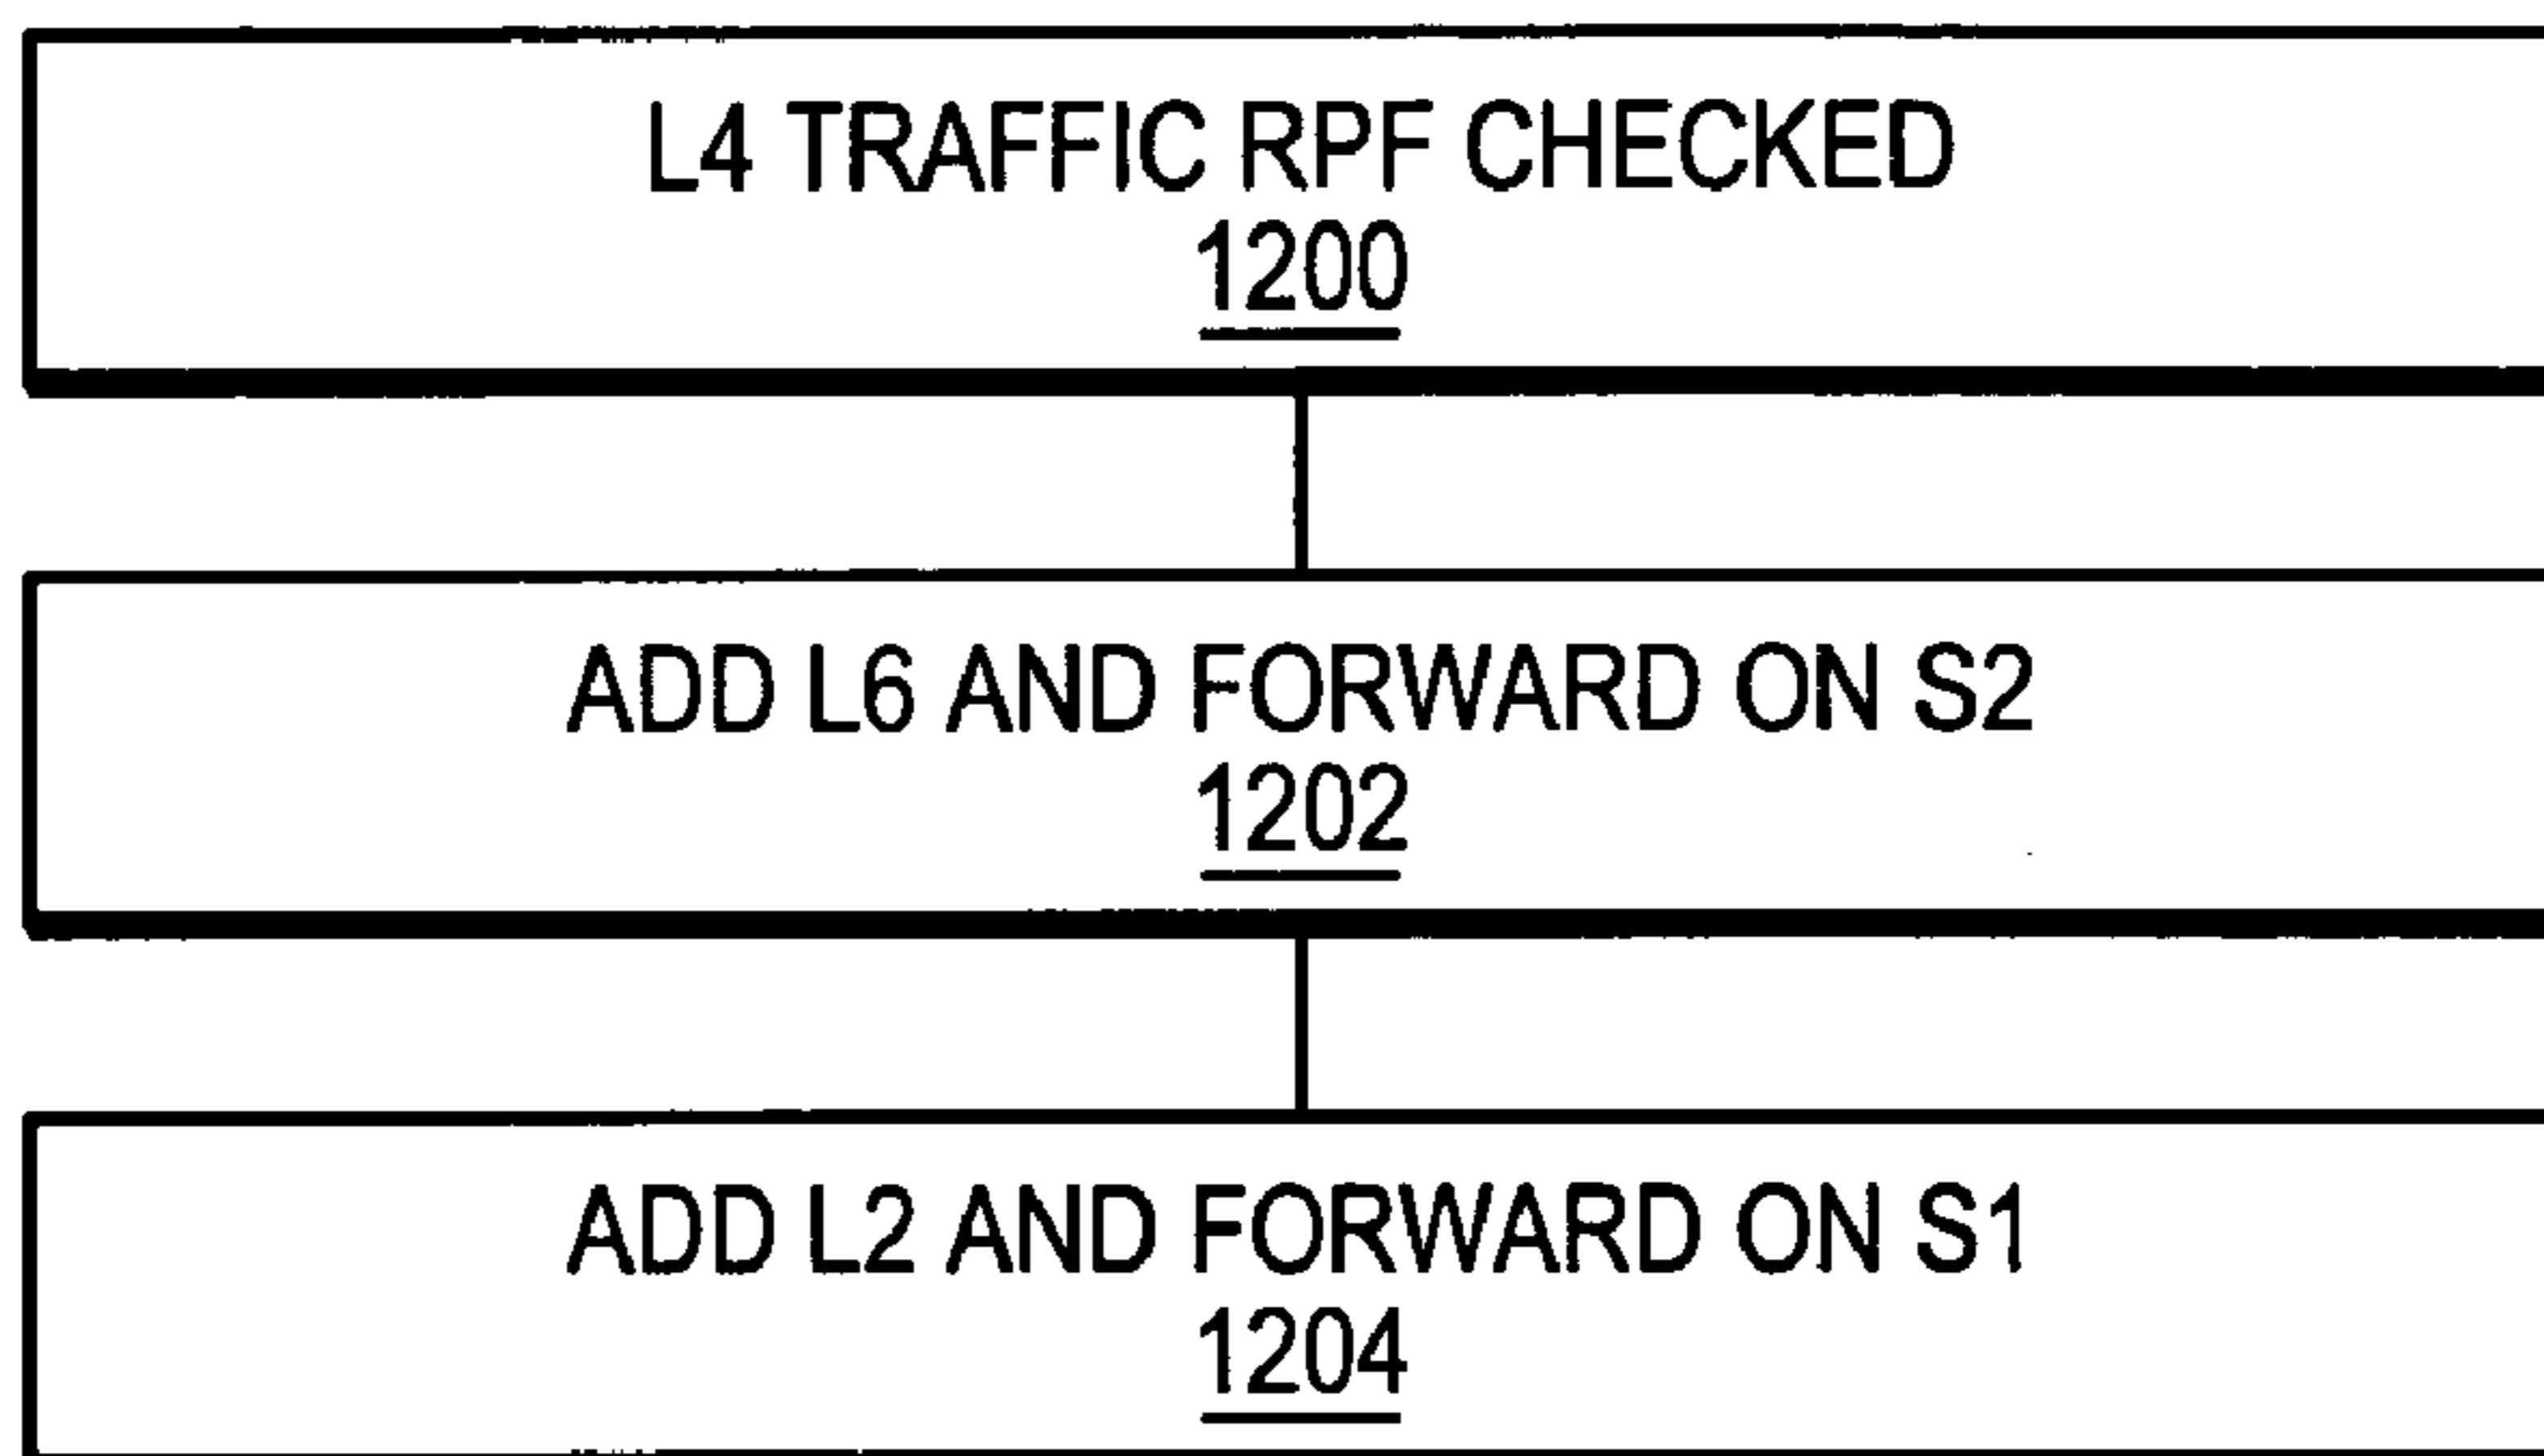 L4 TRAFFIC RPF CHECKED
1200
ADD L6 AND FORWARD ON S2
1202
ADD L2 AND FORWARD ON S1
1204